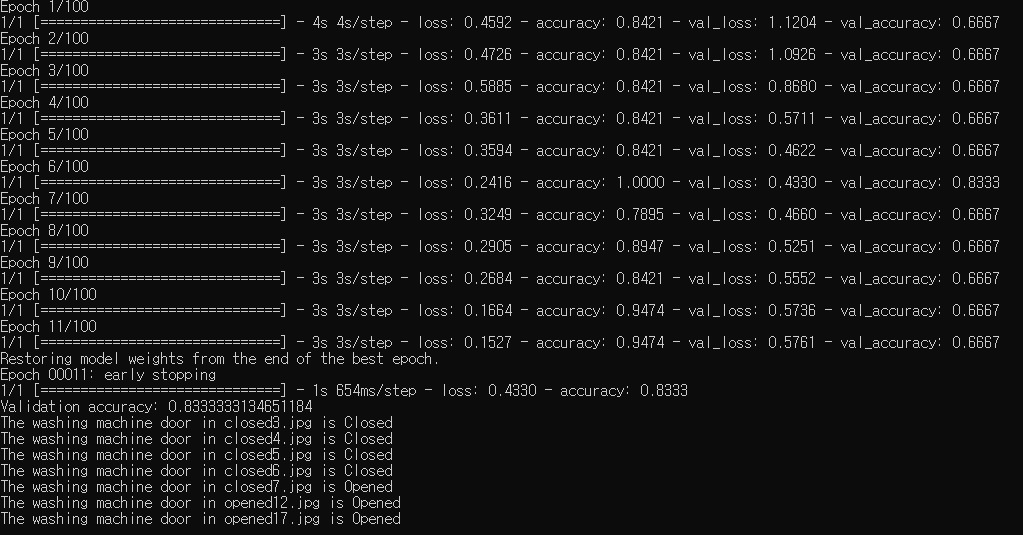 Epoch 1/100
1/1 [==============================] - 4s 4s/step - loss: 0.4592 - accuracy: 0.8421 - val_loss: 1.1204 - val_accuracy: 0.6667
Epoch 2/100
1/1 [==============================] - 3s 3s/step - loss: 0.4726 - accuracy: 0.8421 - val_loss: 1.0926 - val_accuracy: 0.6667
Epoch 3/100
1/1 [==============================] - 3s 3s/step - loss: 0.5885 - accuracy: 0.8421 - val_loss: 0.8680 - val_accuracy: 0.6667
Epoch 4/100
1/1 [==============================] - 3s 3s/step - loss: 0.3611 - accuracy: 0.8421 - val_loss: 0.5711 - val_accuracy: 0.6667
Epoch 5/100
1/1 [==============================] - 3s 3s/step - loss: 0.3594 - accuracy: 0.8421 - val_loss: 0.4622 - val_accuracy: 0.6667
Epoch 6/100
1/1 [==============================] - 3s 3s/step - loss: 0.2416 - accuracy: 1.0000 - val_loss: 0.4330 - val_accuracy: 0.8333
Epoch 7/100
1/1 [==============================] - 3s 3s/step - loss: 0.3249 - accuracy: 0.7895 - val_loss: 0.4660 - val_accuracy: 0.6667
Epoch 8/100
1/1 [==============================] - 3s 3s/step - loss: 0.2905 - accuracy: 0.8947 - val_loss: 0.5251 - val_accuracy: 0.6667
Epoch 9/100
1/1 [==============================] - 3s 3s/step - loss: 0.2684 - accuracy: 0.8421 - val_loss: 0.5552 - val_accuracy: 0.6667
Epoch 10/100
1/1 [==============================] - 3s 3s/step - loss: 0.1664 - accuracy: 0.9474 - val_loss: 0.5736 - val_accuracy: 0.6667
Epoch 11/100
1/1 [==============================] - 3s 3s/step - loss: 0.1527 - accuracy: 0.9474 - val_loss: 0.5761 - val_accuracy: 0.6667
Restoring model weights from the end of the best epoch.
Epoch 00011: early stopping
1/1 [==============================] - 1s 654ms/step - loss: 0.4330 - accuracy: 0.8333
Validation accuracy: 0.8333333134651184
The washing machine door in closed3.jpg is Closed
The washing machine door in closed4.jpg is Closed
The washing machine door in closed5.jpg is Closed
The washing machine door in closed6.jpg is Closed
The washing machine door in closed7.jpg is Opened
The washing machine door in opened12.jpg is Opened
The washing machine door in opened17.jpg is Opened